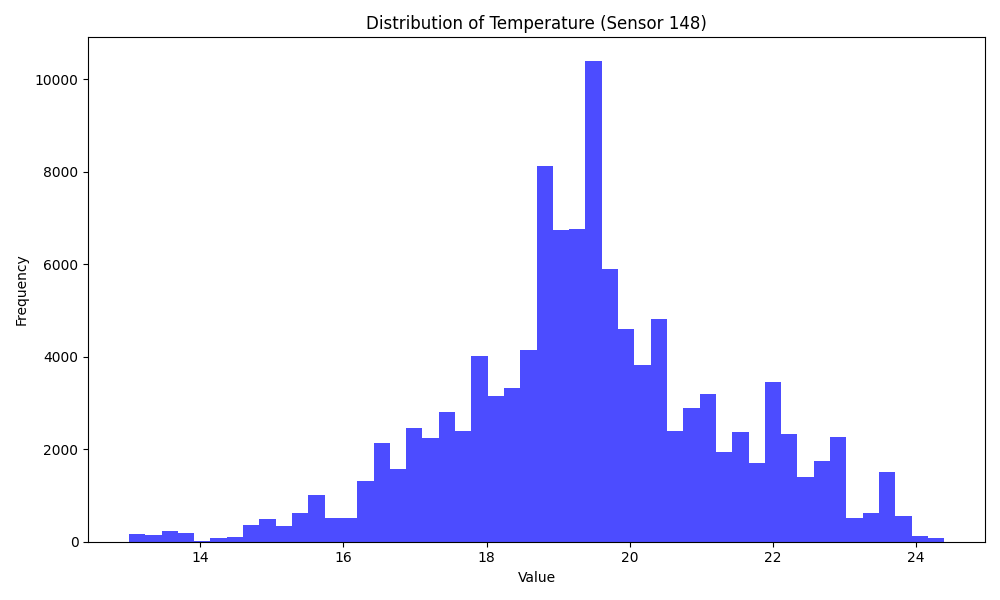 Distribution of Temperature (Sensor 148)
10000
8000
6000
4000
2000
0
Frequency
14 16 18 20 22 24
Value